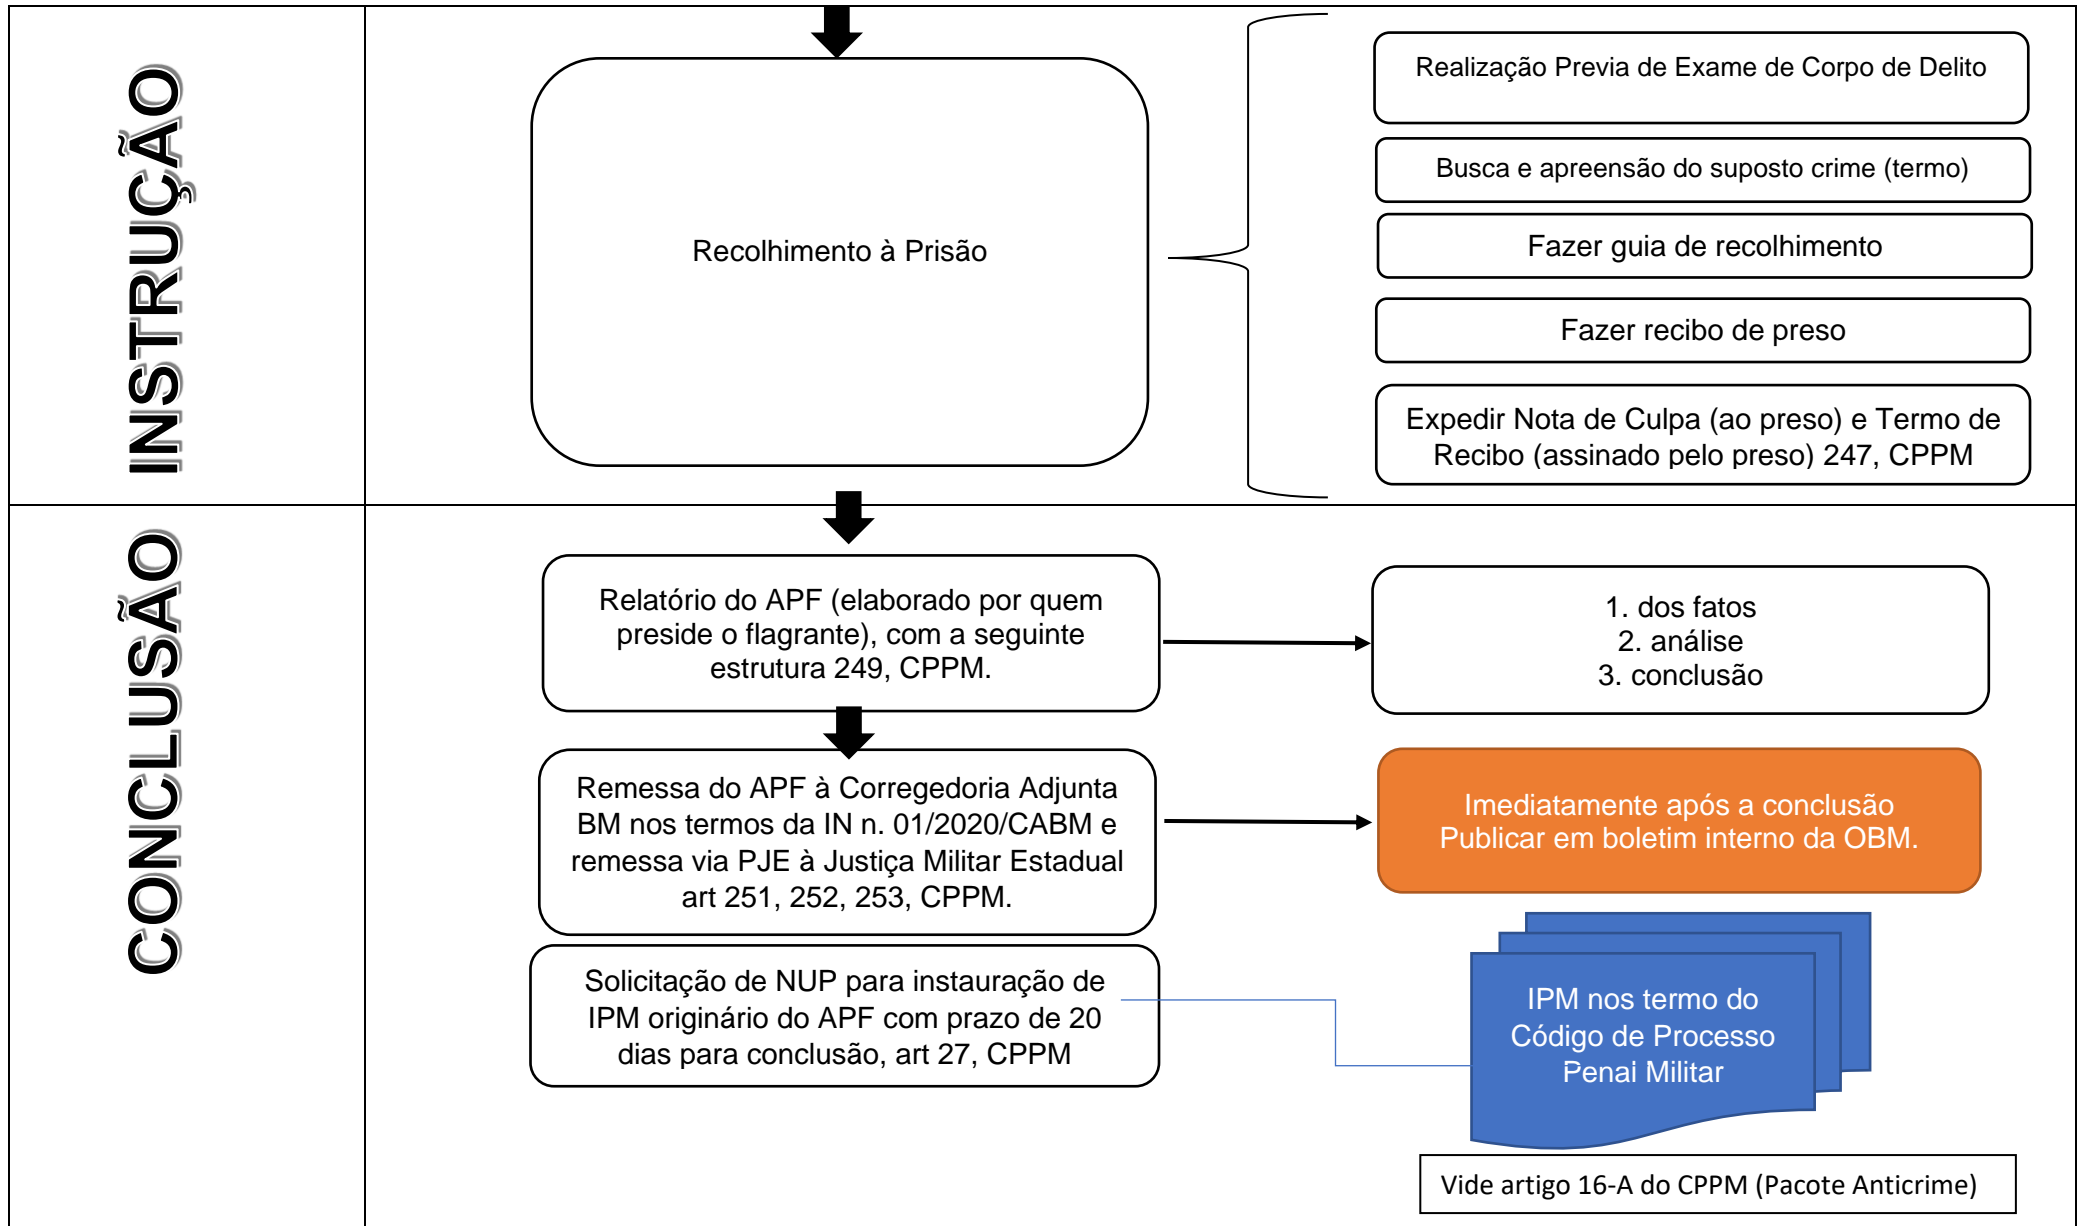 INSTRUÇÃO
Recolhimento à Prisão
Realização Previa de Exame de Corpo de Delito
Busca e apreensão do suposto crime (termo)
Fazer guia de recolhimento
Fazer recibo de preso
Expedir Nota de Culpa (ao preso) e Termo de
Recibo (assinado pelo preso) 247, CPPM
CONCLUSÃO
Relatório do APF (elaborado por quem
preside o flagrante), com a seguinte
estrutura 249, CPPM.
1. dos fatos
2. análise
3. conclusão
Remessa do APF à Corregedoria Adjunta
BM nos termos da IN n. 01/2020/CABM e
remessa via PJE à Justiça Militar Estadual
art 251, 252, 253, CPPM.
Imediatamente após a conclusão
Publicar em boletim interno da OBM.
Solicitação de NUP para instauração de
IPM originário do APF com prazo de 20
dias para conclusão, art 27, CPPM
IPM nos termo do
Código de Processo
Penai Militar
Vide artigo 16-A do CPPM (Pacote Anticrime)